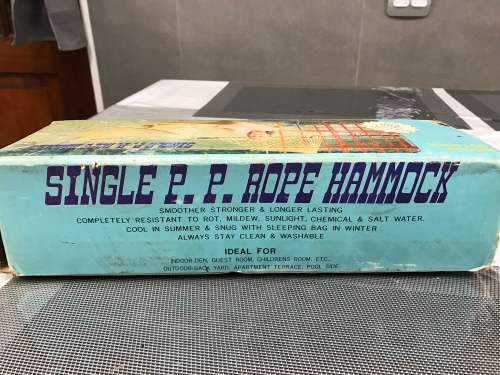 SINGLE P. P. ROPE HAMMOCK
SMOOTHER STRONGER & LONGER LASTING
COMPLETELY RESISTANT TO ROT, MILDEW, SUNLIGHT, CHEMICAL & SALT WATER.
COOL IN SUMMER & SNUG WITH SLEEPING BAG IN WINTER
ALWAYS STAY CLEAN & WASHABLE
IDEAL FOR
INDOOR-DEN, GUEST ROOM, CHILDRENS ROOM, ETC.,
OUTDOOR-BACK YARD, APARTMENT TERRACE, POOL SIDE